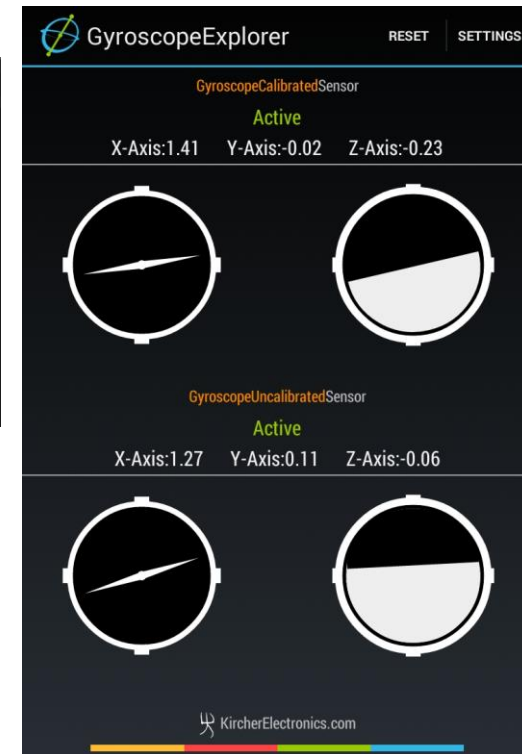 GyroscopeExplorer RESET SETTINGS
GyroscopeCalibratedSensor
Active
X-Axis:1.41 Y-Axis:-0.02 Z-Axis:-0.23
GyroscopeUncalibratedSensor
Active
X-Axis:1.27 Y-Axis:0.11 Z-Axis:-0.06
KircherElectronics.com